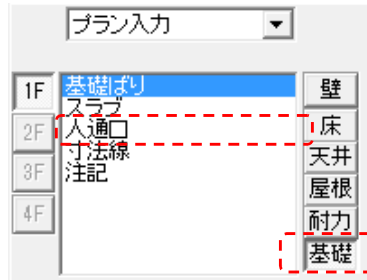 プラン入力
1F
2F
3F
4F
基礎ばり
スラブ
人通口
寸法線
注記
壁
床
天井
屋根
耐力
基礎